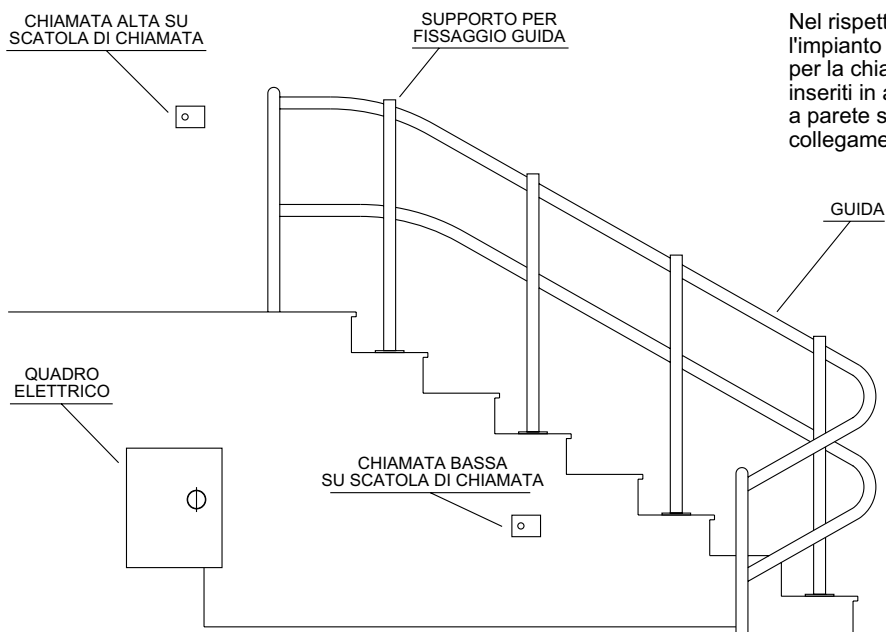 CHIAMATA ALTA SU
SCATOLA DI CHIAMATA
SUPPORTO PER
FISSAGGIO GUIDA
Nel rispett
l'impianto
per la chia
inseriti in a
a parete s
collegame
GUIDA
QUADRO
ELETTRICO
CHIAMATA BASSA
SU SCATOLA DI CHIAMATA